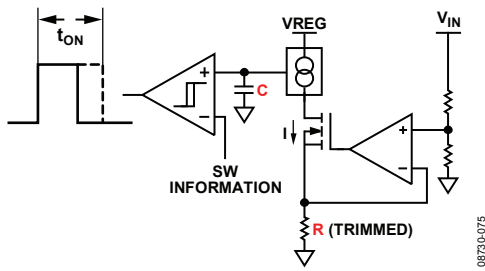 tON
VREG
VIN
C
I
SW
INFORMATION
R (TRIMMED)
08730-075